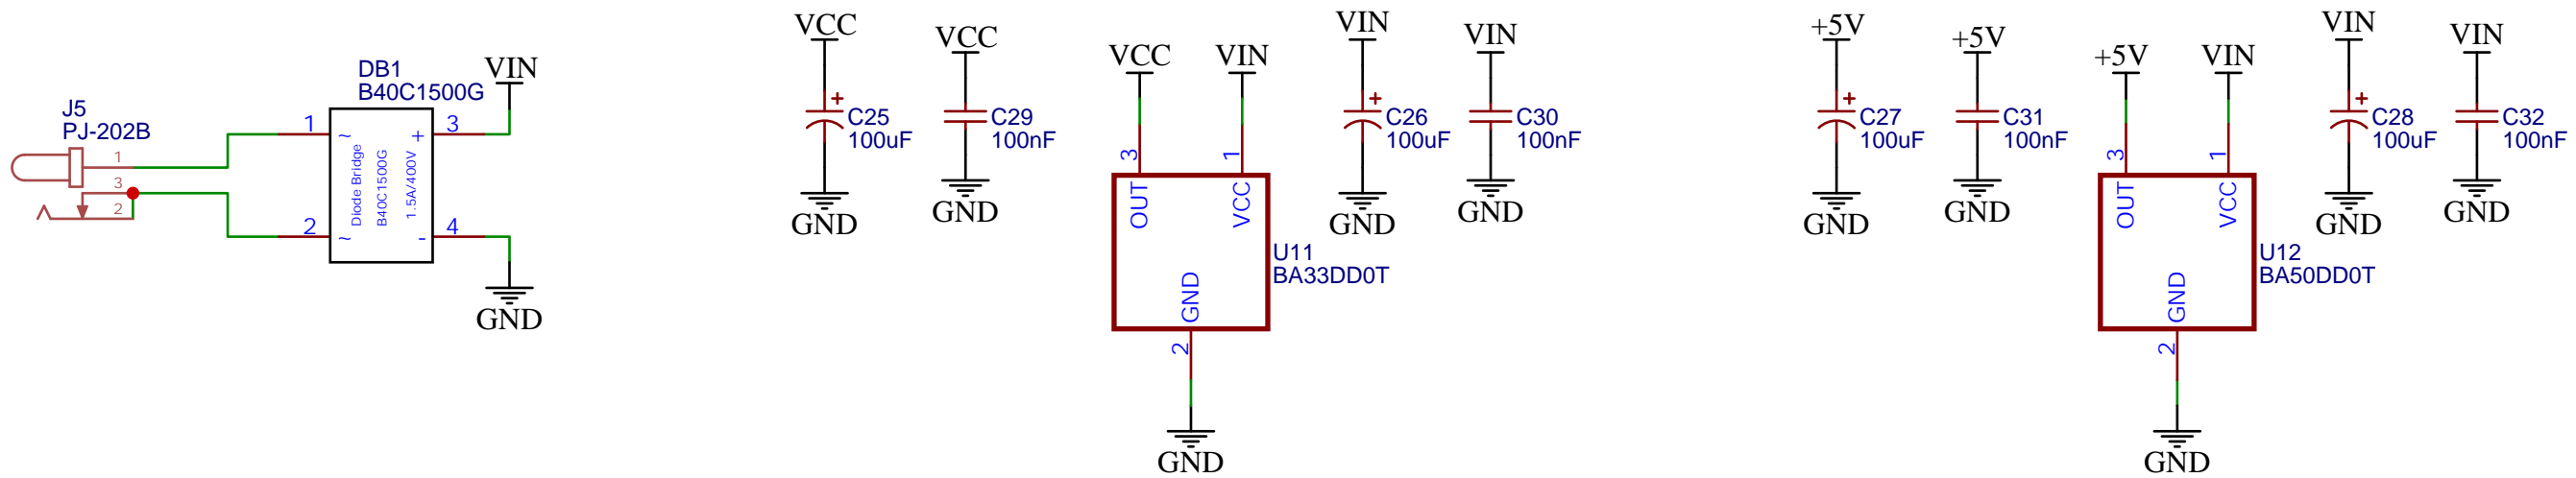 J5
PJ-202B
1
3
2
DB1
B40C1500G
1
2
~
~
Diode Bridge
B40C1500G
1.5A/400V
+
-
3
4
VIN
GND
VCC
+
C25
100uF
GND
VCC
C29
100nF
GND
VCC
VIN
3
1
OUT
VCC
GND
2
U11
BA33DD0T
GND
VIN
+
C26
100uF
GND
VIN
C30
100nF
GND
+5V
+
C27
100uF
GND
+5V
C31
100nF
GND
+5V
VIN
3
1
OUT
VCC
GND
2
U12
BA50DD0T
GND
VIN
+
C28
100uF
GND
VIN
C32
100nF
GND